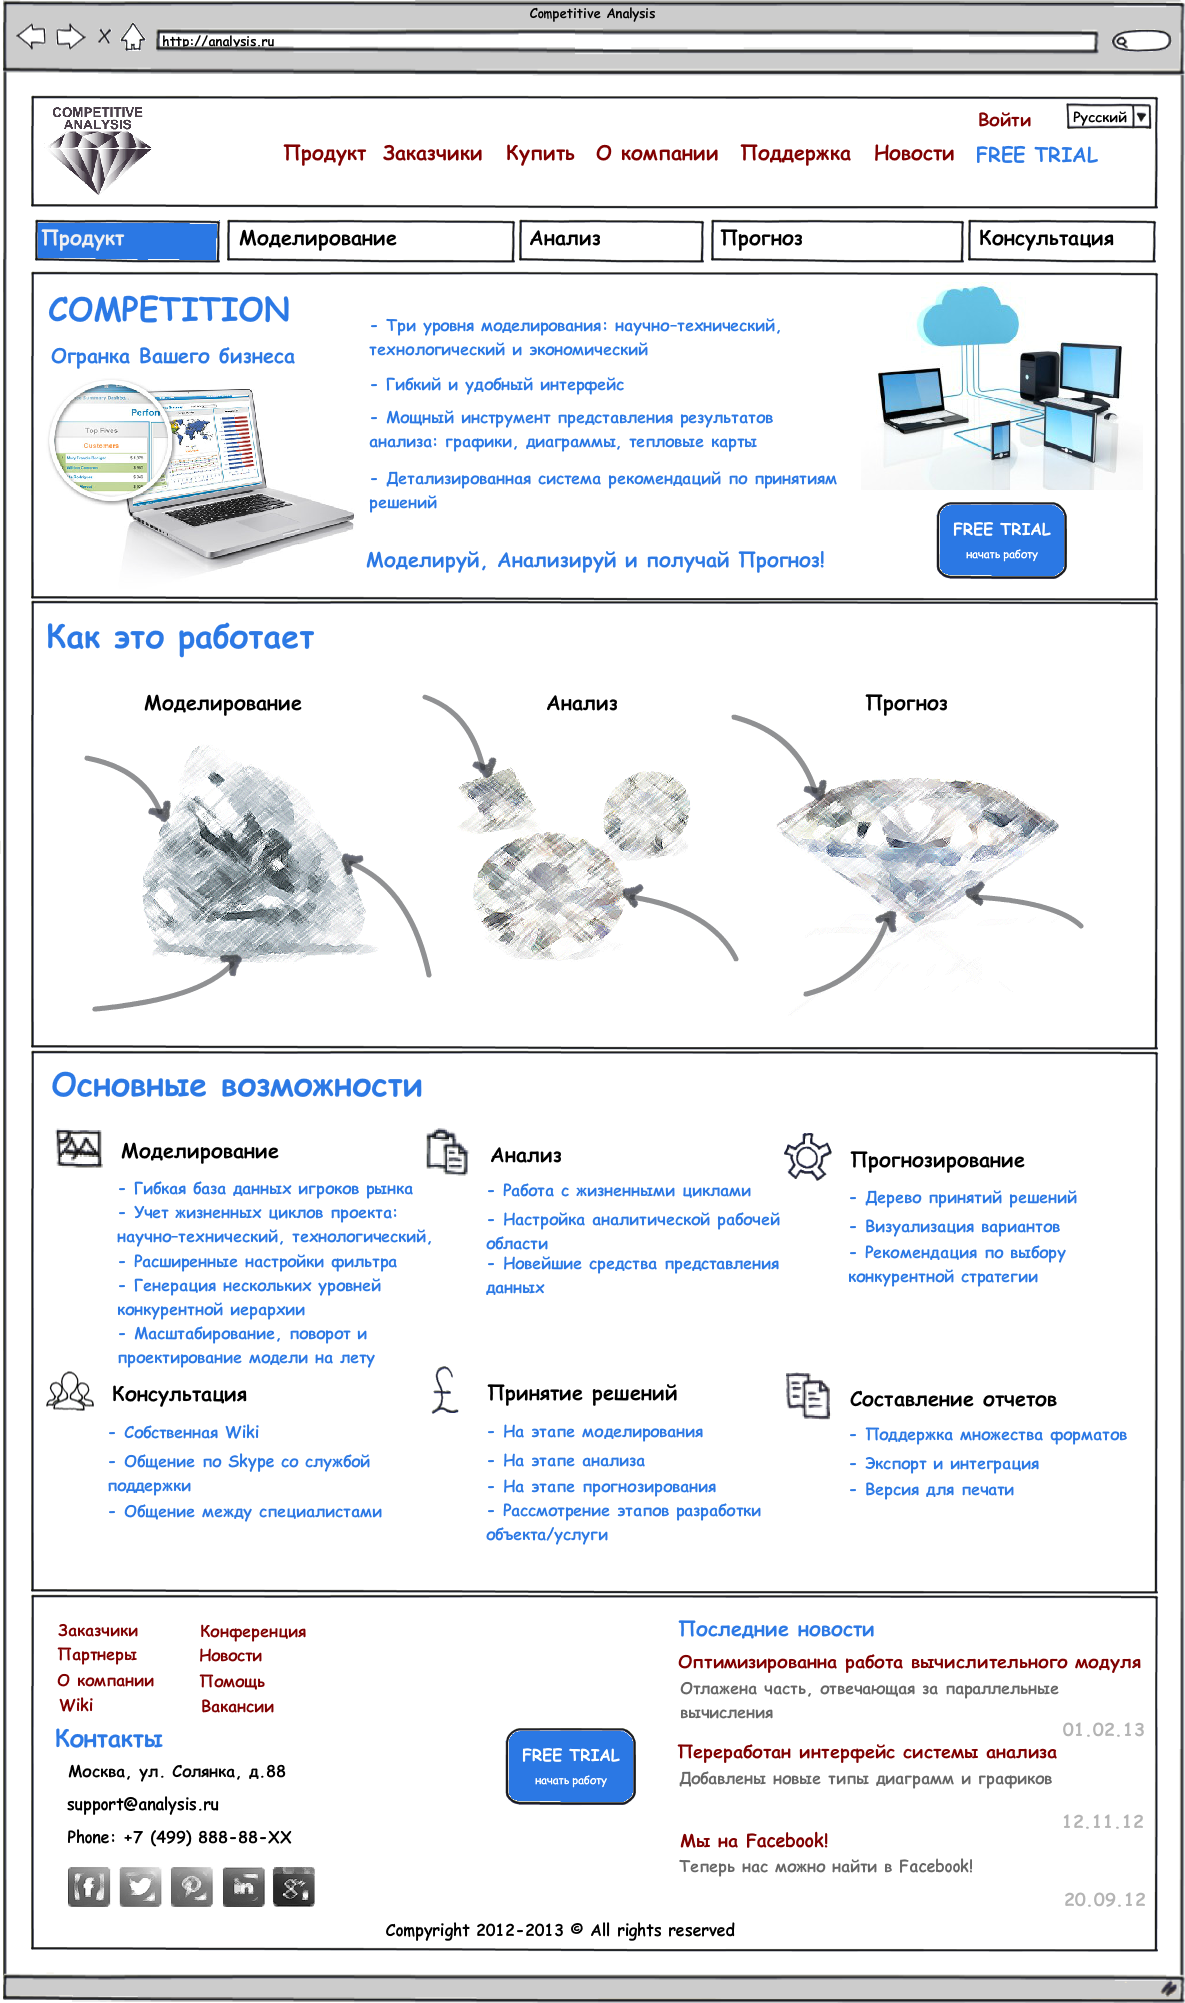 Competitive Analysis
http://analysis.ru
COMPETITIVE
ANALYSIS
Войти
Русский
Продукт Заказчики Купить О компании Поддержка Новости FREE TRIAL
Продукт Моделирование Анализ Прогноз Консультация
COMPETITION
Огранка Вашего бизнеса
- Три уровня моделирования: научно-технический,
технологический и экономический
- Гибкий и удобный интерфейс
- Мощный инструмент представления результатов
анализа: графики, диаграммы, тепловые карты
- Детализированная система рекомендаций по принятиям
решений
Моделируй, Анализируй и получай Прогноз!
Perfon
Top Fives
Customers
FREE TRIAL
начать работу
Как это работает
Моделирование Анализ Прогноз
Основные возможности
Моделирование
- Гибкая база данных игроков рынка
- Учет жизненных циклов проекта:
научно-технический, технологический,
- Расширенные настройки фильтра
- Генерация нескольких уровней
конкурентной иерархии
- Масштабирование, поворот и
проектирование модели на лету
Анализ
- Работа с жизненными циклами
- Настройка аналитической рабочей
области
- Новейшие средства представления
данных
Прогнозирование
- Дерево принятий решений
- Визуализация вариантов
- Рекомендация по выбору
конкурентной стратегии
Консультация
- Собственная Wiki
- Общение по Skype со службой
поддержки
- Общение между специалистами
Принятие решений
- На этапе моделирования
- На этапе анализа
- На этапе прогнозирования
- Рассмотрение этапов разработки
объекта/услуги
Составление отчетов
- Поддержка множества форматов
- Экспорт и интеграция
- Версия для печати
Заказчики Конференция
Партнеры Новости
О компании Помощь
Wiki Вакансии
Контакты
Москва, ул. Солянка, д.88
support@analysis.ru
Phone: +7 (499) 888-88-XX
FREE TRIAL
начать работу
Последние новости
Оптимизированна работа вычислительного модуля
Отлажена часть, отвечающая за параллельные
вычисления
01.02.13
Переработан интерфейс системы анализа
Добавлены новые типы диаграмм и графиков
12.11.12
Мы на Facebook!
Теперь нас можно найти в Facebook!
20.09.12
Compyright 2012-2013 © All rights reserved